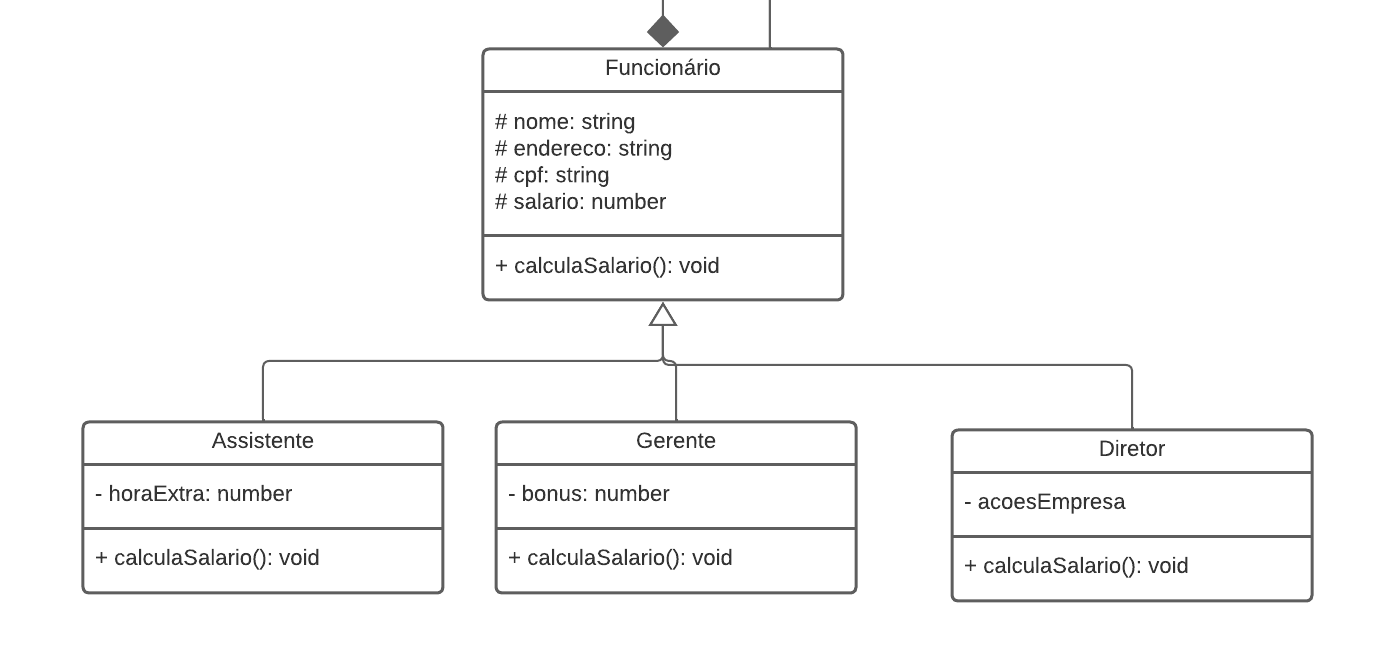 Funcionário
# nome: string
# endereco: string
# cpf: string
# salario: number
+ calculaSalario(): void
Assistente
- horaExtra: number
+ calculaSalario(): void
Gerente
- bonus: number
+ calculaSalario(): void
Diretor
- acoesEmpresa
+ calculaSalario(): void